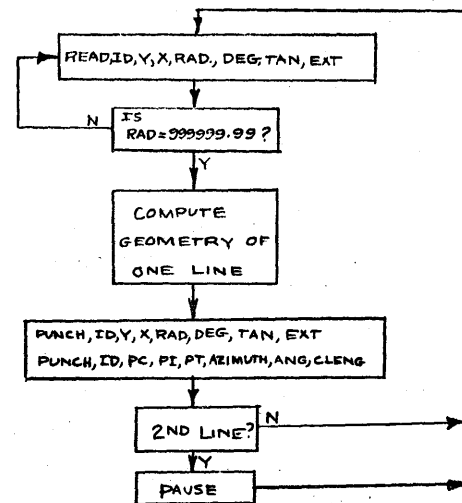 READ,ID,Y,X,RAD., DEG, TAN, EXT
N
IS
RAD=999999.99?
Y
COMPUTE
GEOMETRY OF
ONE LINE
PUNCH, ID,Y,X,RAD,DEG, TAN, EXT
PUNCH, ID, PC, PI, PT, AZIMUTH, ANG, CLENG
2ND LINE?
N
Y
PAUSE